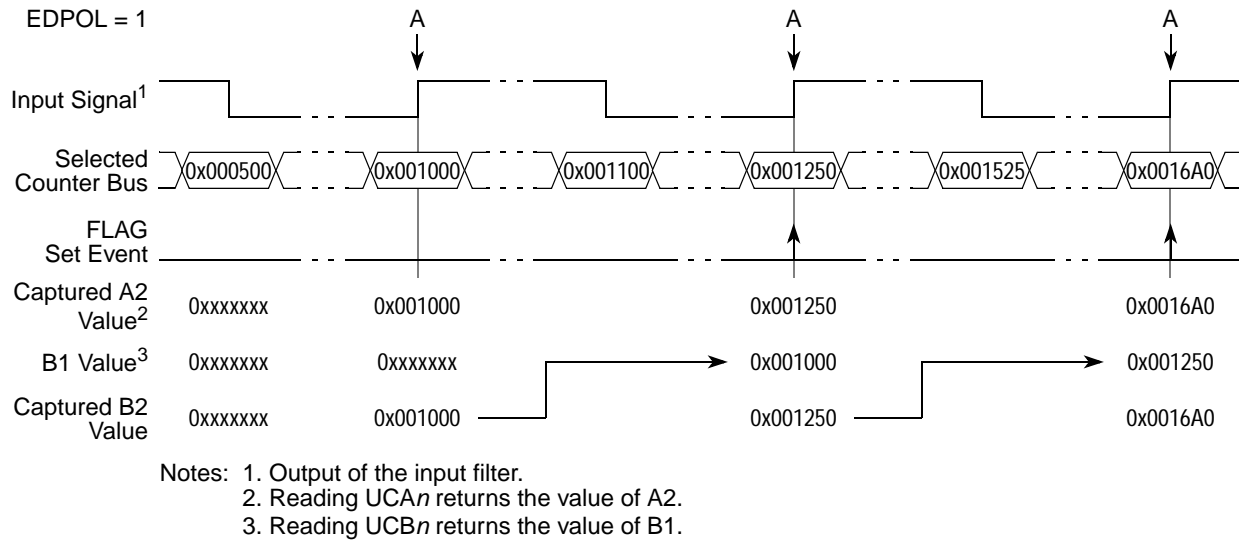 EDPOL = 1 A A A
Input Signal1
Selected
Counter Bus 0x000500 0x001000 0x001100 0x001250 0x001525 0x0016A0
FLAG
Set Event
Captured A2
Value2 0xxxxxxx 0x001000 0x001250 0x0016A0
B1 Value3 0xxxxxxx 0xxxxxxx 0x001000 0x001250
Captured B2
Value 0xxxxxxx 0x001000 0x001250 0x0016A0
Notes: 1. Output of the input filter.
2. Reading UCAn returns the value of A2.
3. Reading UCBn returns the value of B1.